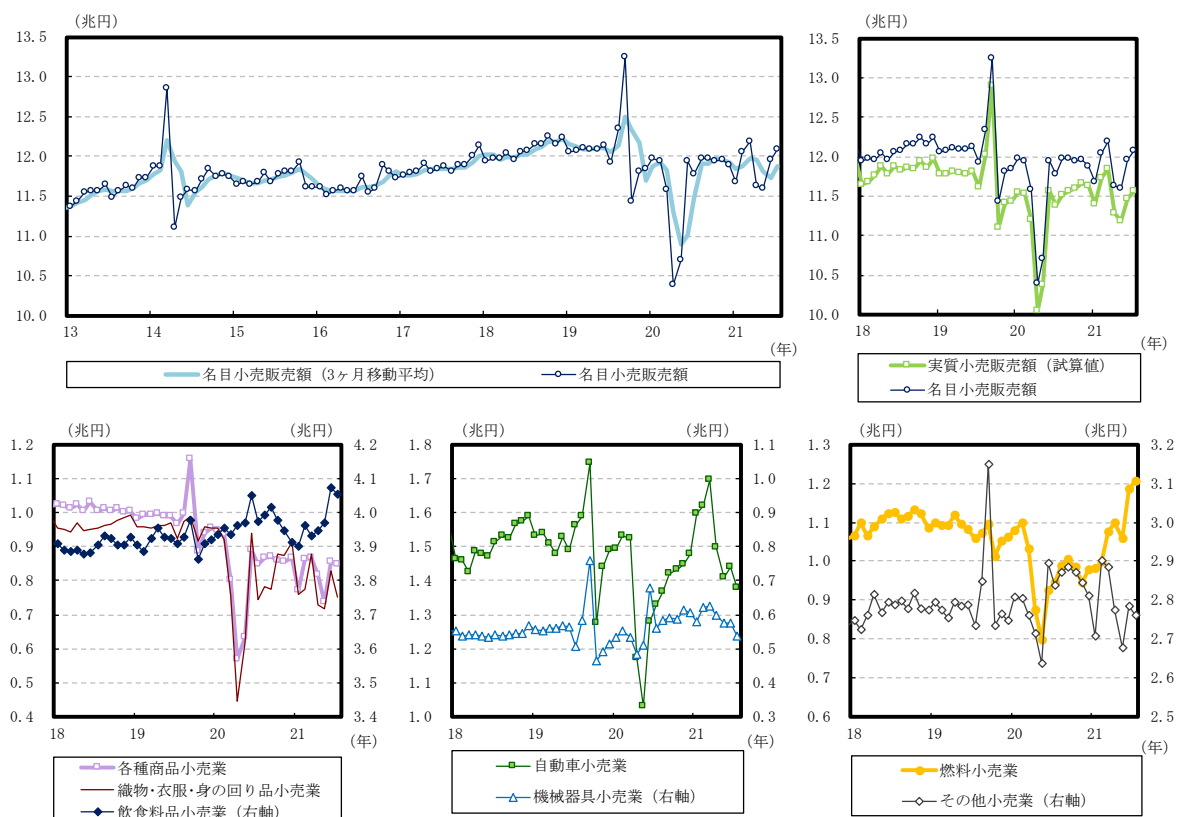 （兆円）
13.5
13.0
12.5
12.0
11.5
11.0
10.5
10.0
13 14 15 16 17 18 19 20 21
(年)
名目小売販売額（3ヶ月移動平均） 名目小売販売額
（兆円）
13.5
13.0
12.5
12.0
11.5
11.0
10.5
10.0
18 19 20 21
(年)
実質小売販売額（試算値）
名目小売販売額
（兆円） （兆円）
1.2 4.2
1.1 4.1
1.0 4.0
0.9 3.9
0.8 3.8
0.7 3.7
0.6 3.6
0.5 3.5
0.4 3.4
18 19 20 21
(年)
各種商品小売業
織物・衣服・身の回り品小売業
飲食料品小売業（右軸）
（兆円） （兆円）
1.8 1.1
1.7 1.0
1.6 0.9
1.5 0.8
1.4 0.7
1.3 0.6
1.2 0.5
1.1 0.4
1.0 0.3
18 19 20 21
(年)
自動車小売業
機械器具小売業（右軸）
（兆円） （兆円）
1.3 3.2
1.2 3.1
1.1 3.0
1.0 2.9
0.9 2.8
0.8 2.7
0.7 2.6
0.6 2.5
18 19 20 21
(年)
燃料小売業
その他小売業（右軸）